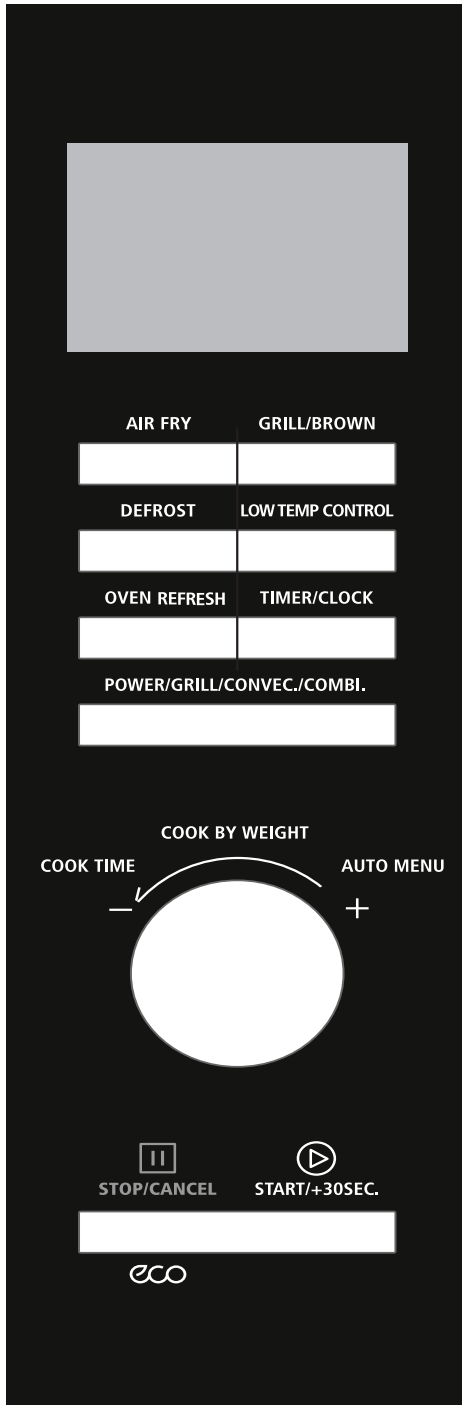 AIR FRY GRILL/BROWN
DEFROST LOW TEMP CONTROL
OVEN REFRESH TIMER/CLOCK
POWER/GRILL/CONVEC./COMBI.
COOK BY WEIGHT
COOK TIME AUTO MENU
− +
STOP/CANCEL START/+30SEC.
eco